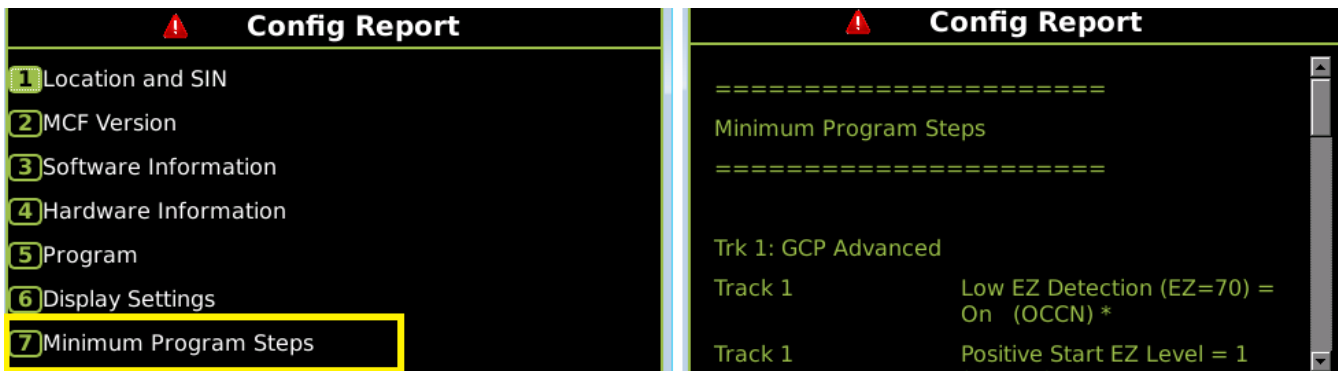 Config Report
1 Location and SIN
2 MCF Version
3 Software Information
4 Hardware Information
5 Program
6 Display Settings
7 Minimum Program Steps
Config Report
======================
Minimum Program Steps
======================
Trk 1: GCP Advanced
Track 1 Low EZ Detection (EZ=70) =
On (OCCN) *
Track 1 Positive Start EZ Level = 1